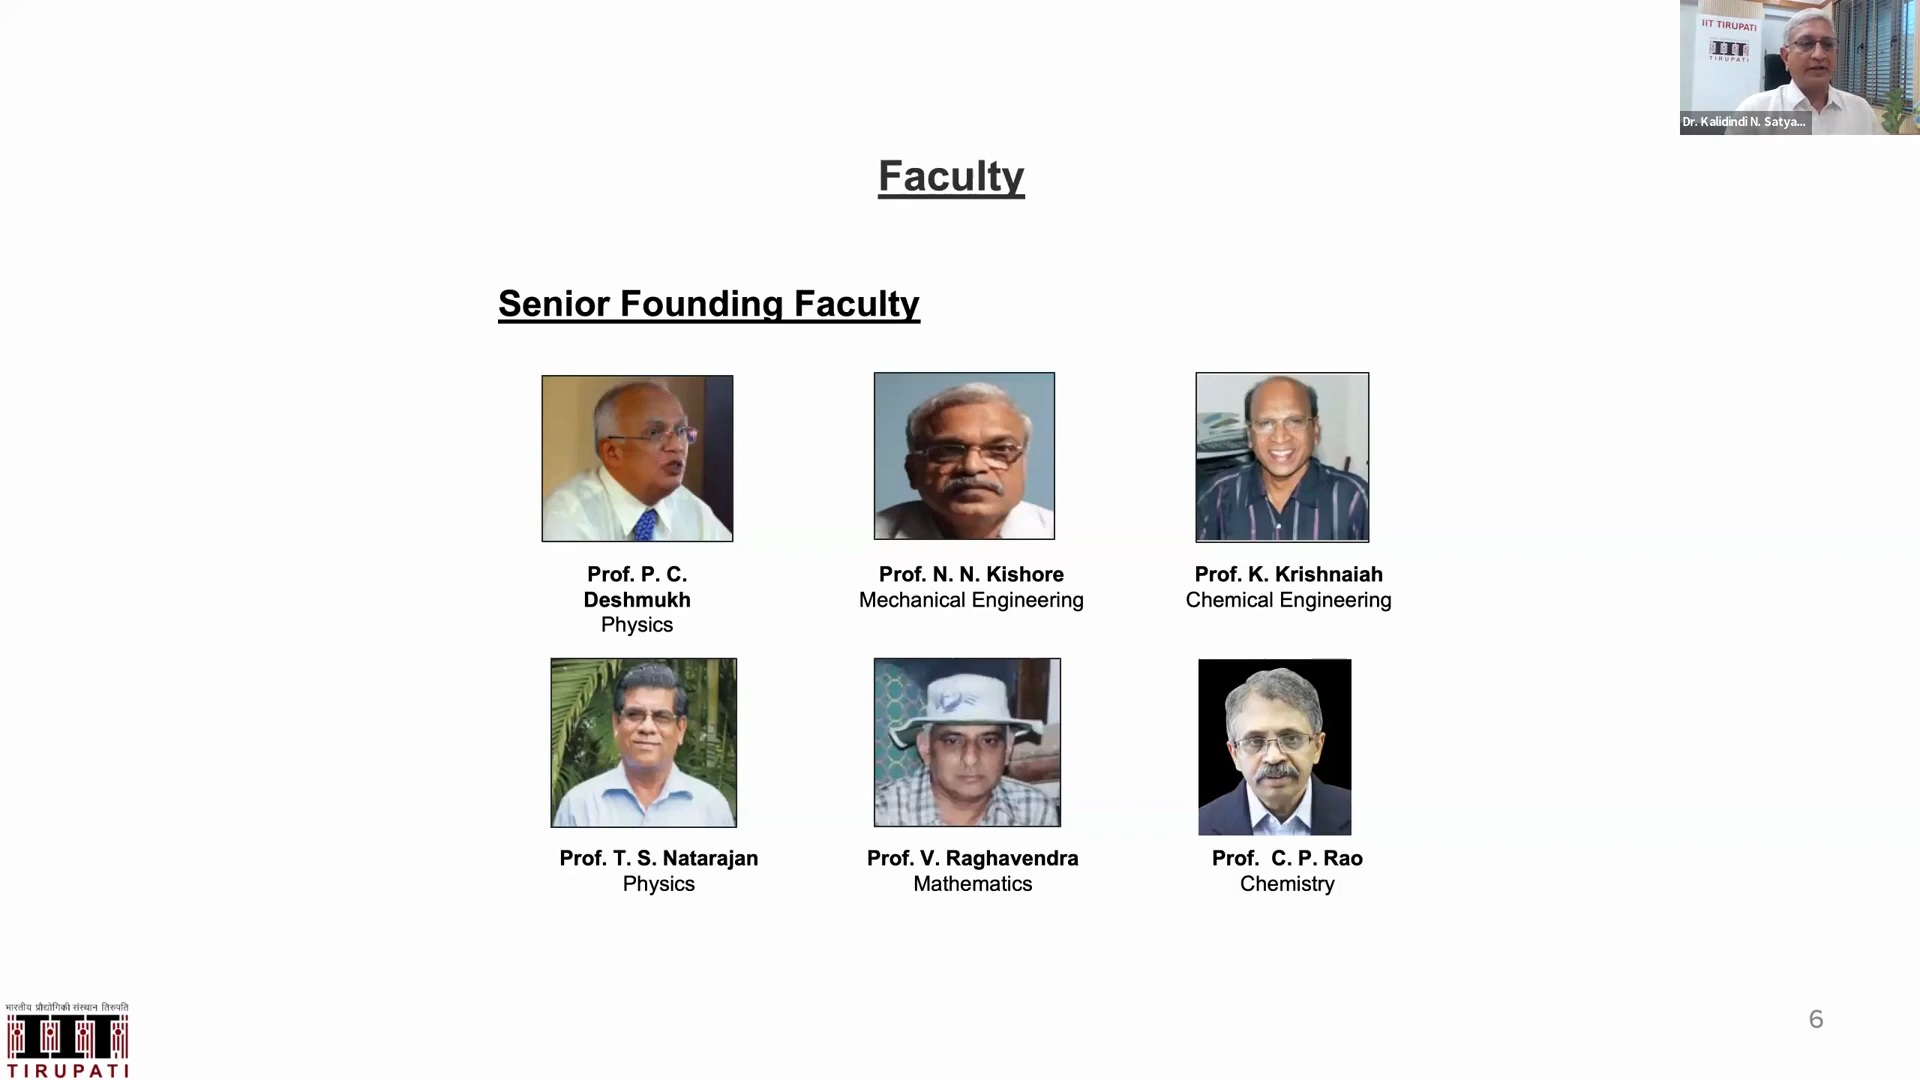 IIT TIRUPATI
TIRUPATI
Dr. Kalidindi N. Satya...
Faculty
Senior Founding Faculty
Prof. P. C.
Deshmukh
Physics
Prof. N. N. Kishore
Mechanical Engineering
Prof. K. Krishnaiah
Chemical Engineering
Prof. T. S. Natarajan
Physics
Prof. V. Raghavendra
Mathematics
Prof. C. P. Rao
Chemistry
भारतीय प्रौद्योगिकी संस्थान तिरुपति
TIRUPATI
6